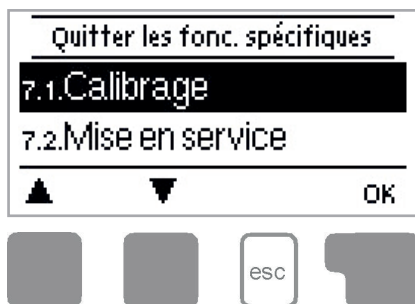 Quitter les fonc. spécifiques
7.1.Calibrage
7.2.Mise en service
▲ ▼ OK
esc